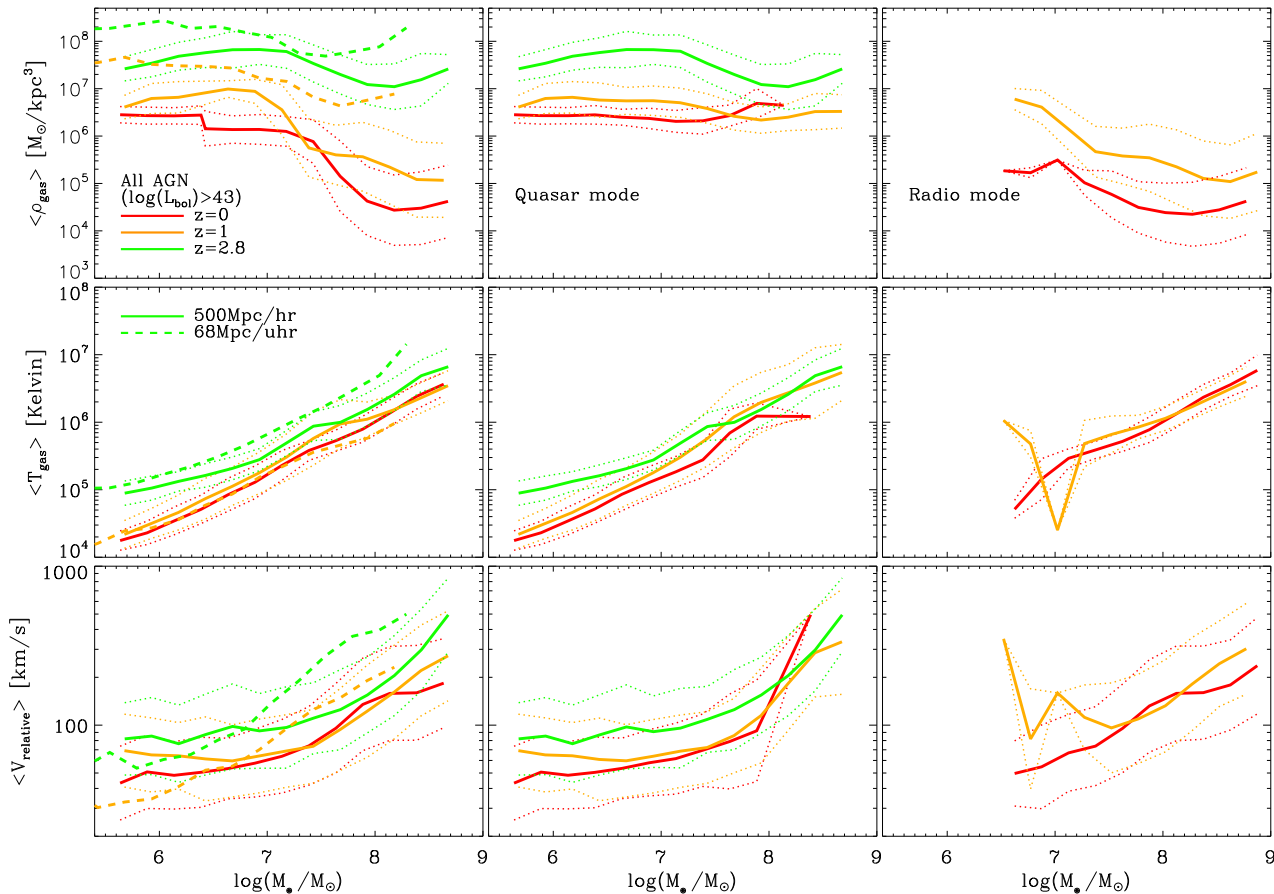 10⁸
10⁷
10⁶
10⁵
10⁴
10³
<ρgas> [M⊙/kpc³]
All AGN
(log(Lbol)>43)
z=0
z=1
z=2.8
Quasar mode
Radio mode
10⁸
10⁷
10⁶
10⁵
10⁴
<Tgas> [Kelvin]
500Mpc/hr
68Mpc/uhr
1000
100
<Vrelative> [km/s]
6 7 8 9
6 7 8 9
6 7 8 9
log(M•/M⊙)
log(M•/M⊙)
log(M•/M⊙)